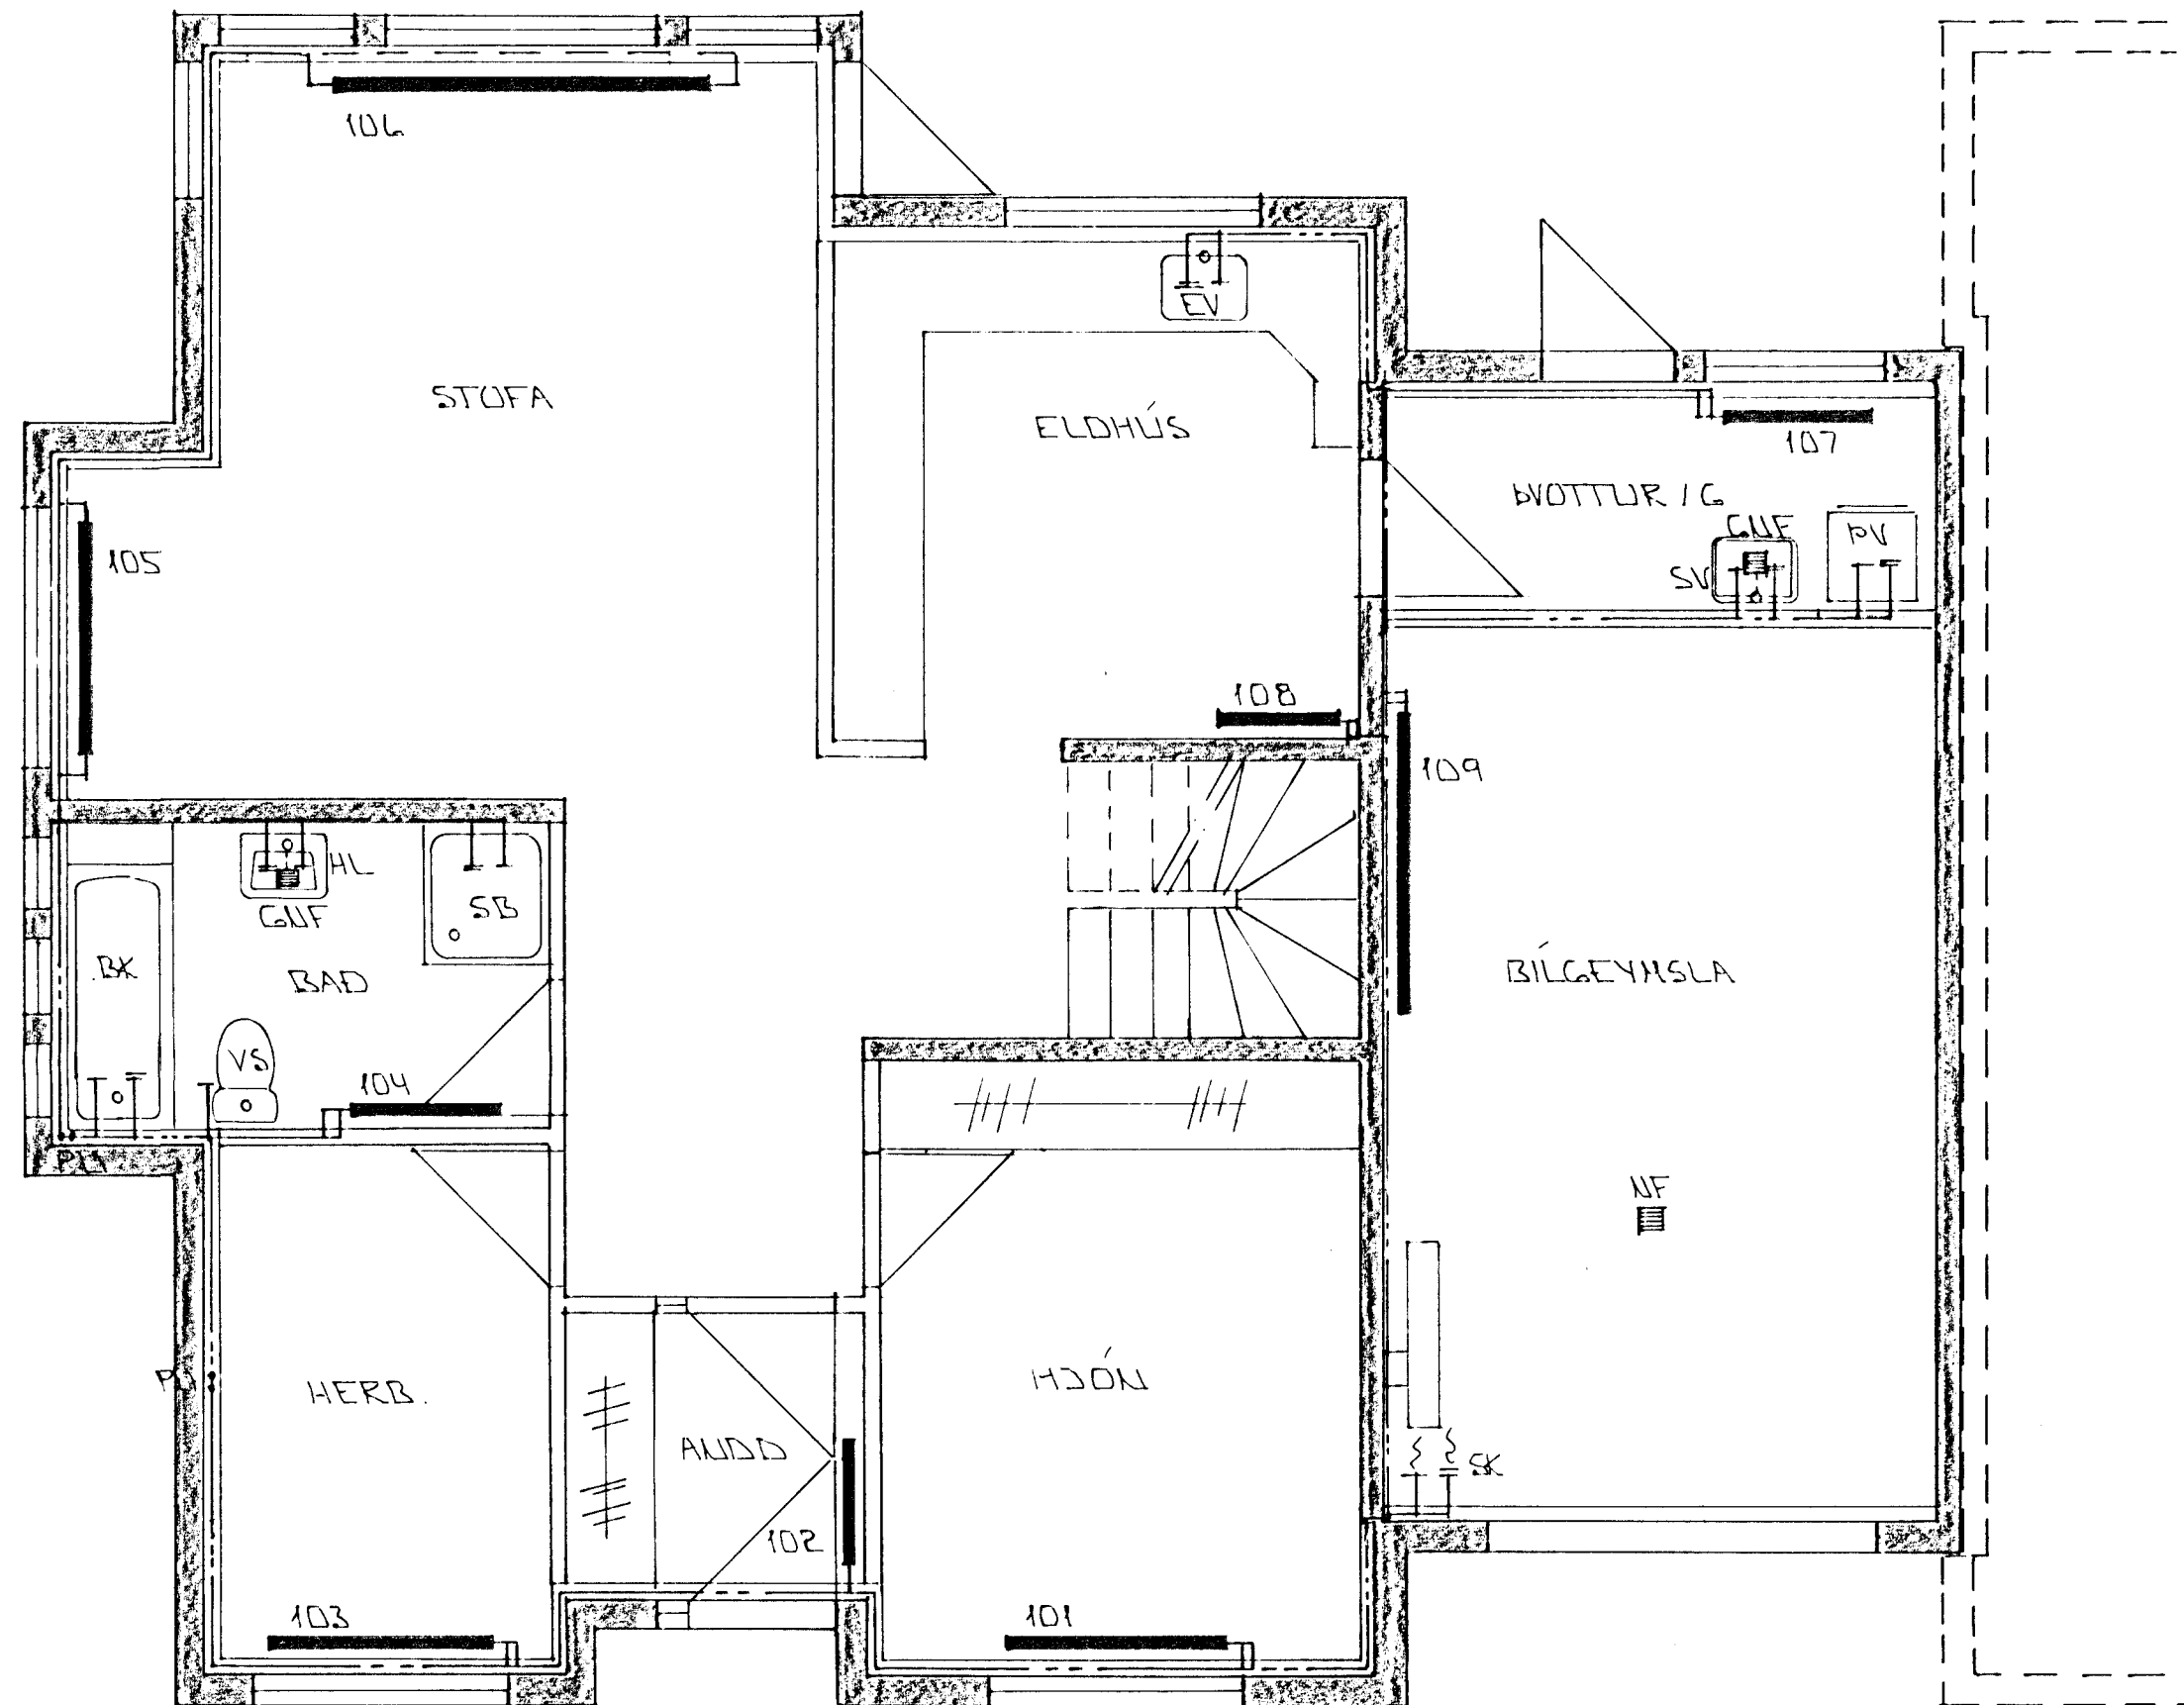 106
STOFA
EV
ELDHÚS
107
ÞVOTTUR / G
GNF
ÞV
SV
105
108
109
HL
GNF
SB
BK
BAÐ
BÍLGEYMSLA
VS
104
NF
HERB.
HJÓN
ANDD
SK
102
103
101